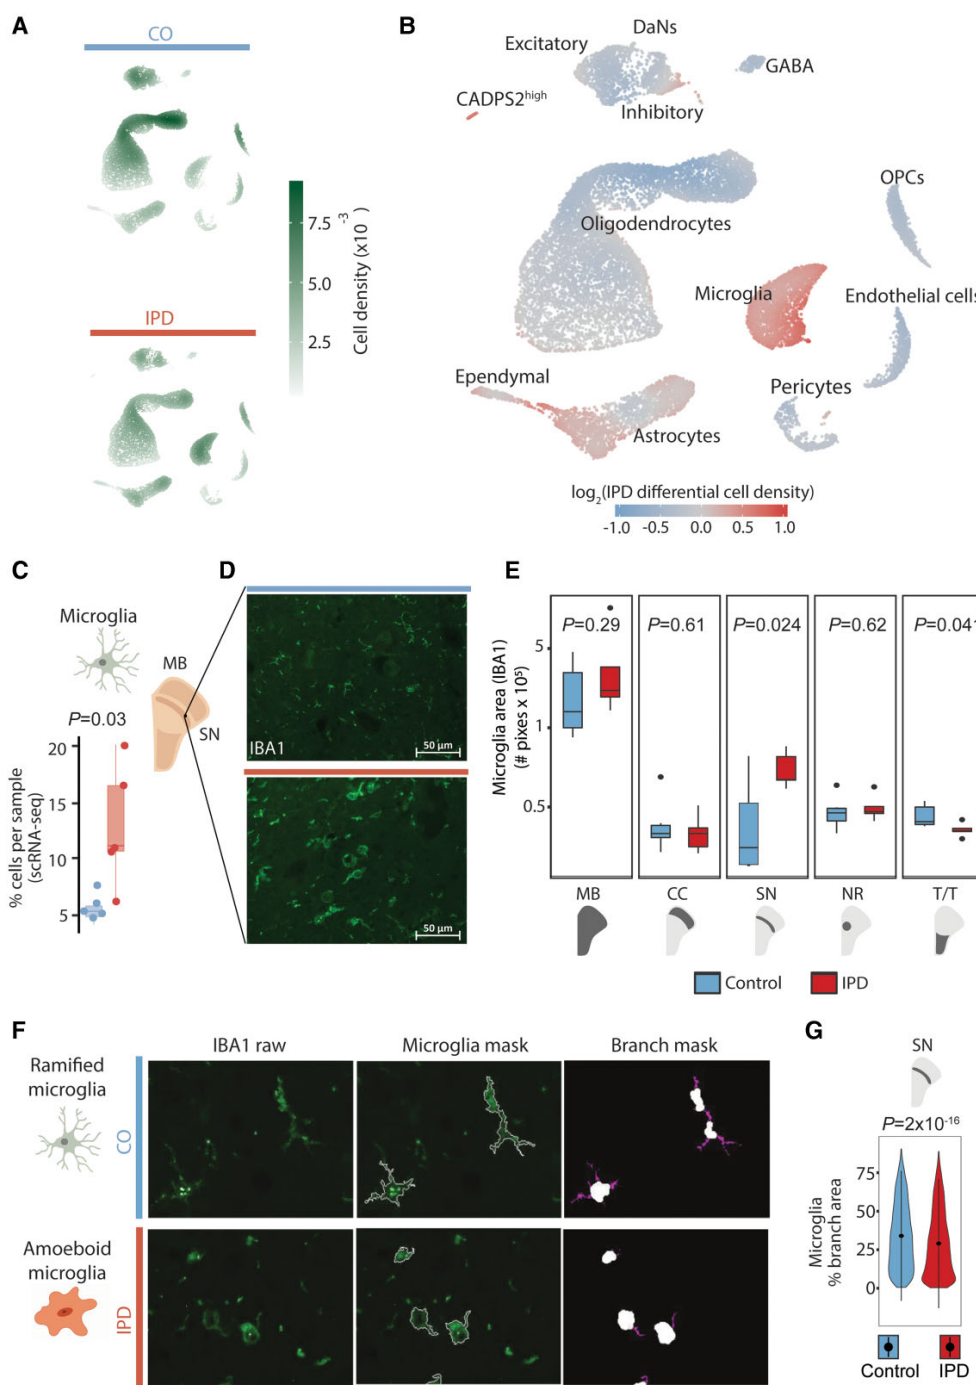 A
CO
IPD
7.5
5.0
2.5
Cell density (x10⁻³)
B
Excitatory
DaNs
GABA
CADPS2ʰⁱᵍʰ
Inhibitory
OPCs
Oligodendrocytes
Microglia
Endothelial cells
Ependymal
Pericytes
Astrocytes
log₂(IPD differential cell density)
-1.0 -0.5 0.0 0.5 1.0
C
Microglia
MB
SN
P=0.03
% cells per sample
(scRNA-seq)
20
15
10
5
D
IBA1
50 µm
50 µm
E
Microglia area (IBA1)
(# pixes x 10⁵)
5
1
0.5
P=0.29 P=0.61 P=0.024 P=0.62 P=0.041
MB CC SN NR T/T
Control IPD
F
IBA1 raw Microglia mask Branch mask
Ramified
microglia
CO
Amoeboid
microglia
IPD
G
SN
P=2x10⁻¹⁶
Microglia
% branch area
75
50
25
0
Control IPD